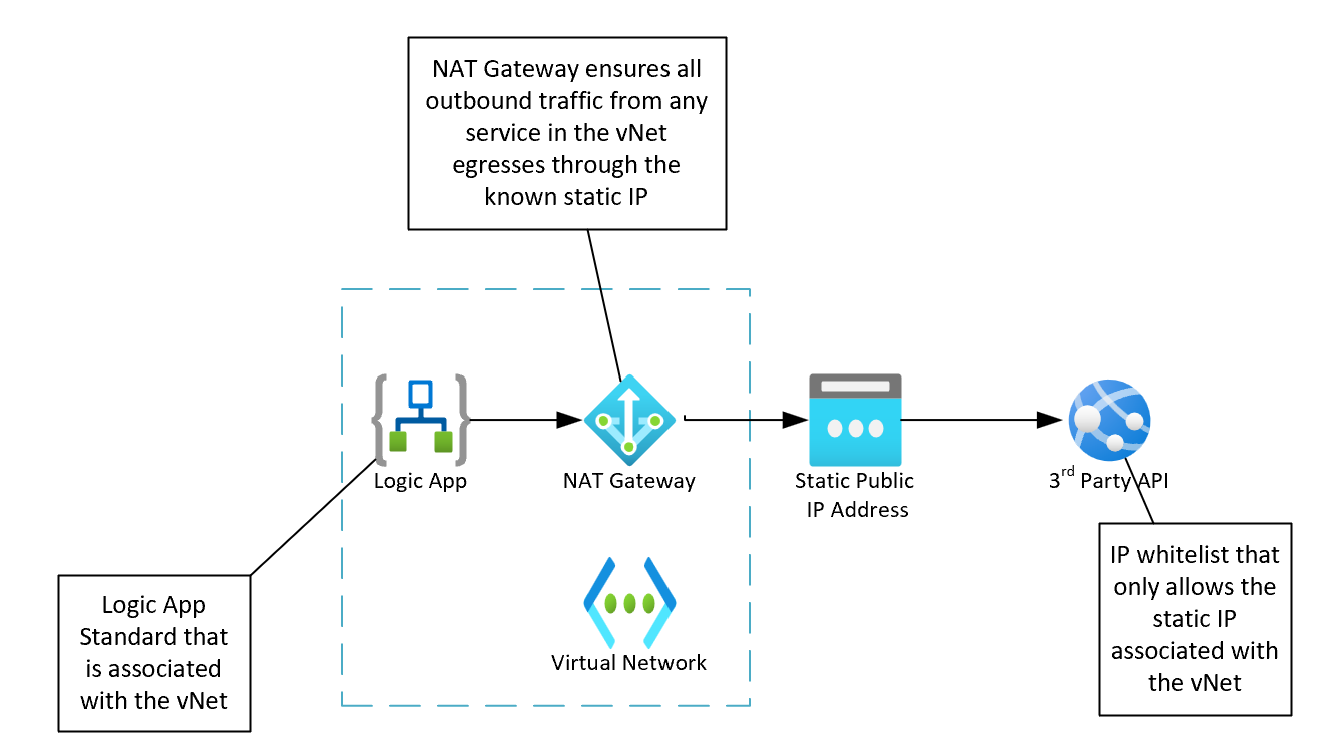 NAT Gateway ensures all
outbound traffic from any
service in the vNet
egresses through the
known static IP
Logic App
NAT Gateway
Static Public
IP Address
3rd Party API
Virtual Network
Logic App
Standard that
is associated
with the vNet
IP whitelist that
only allows the
static IP
associated with
the vNet